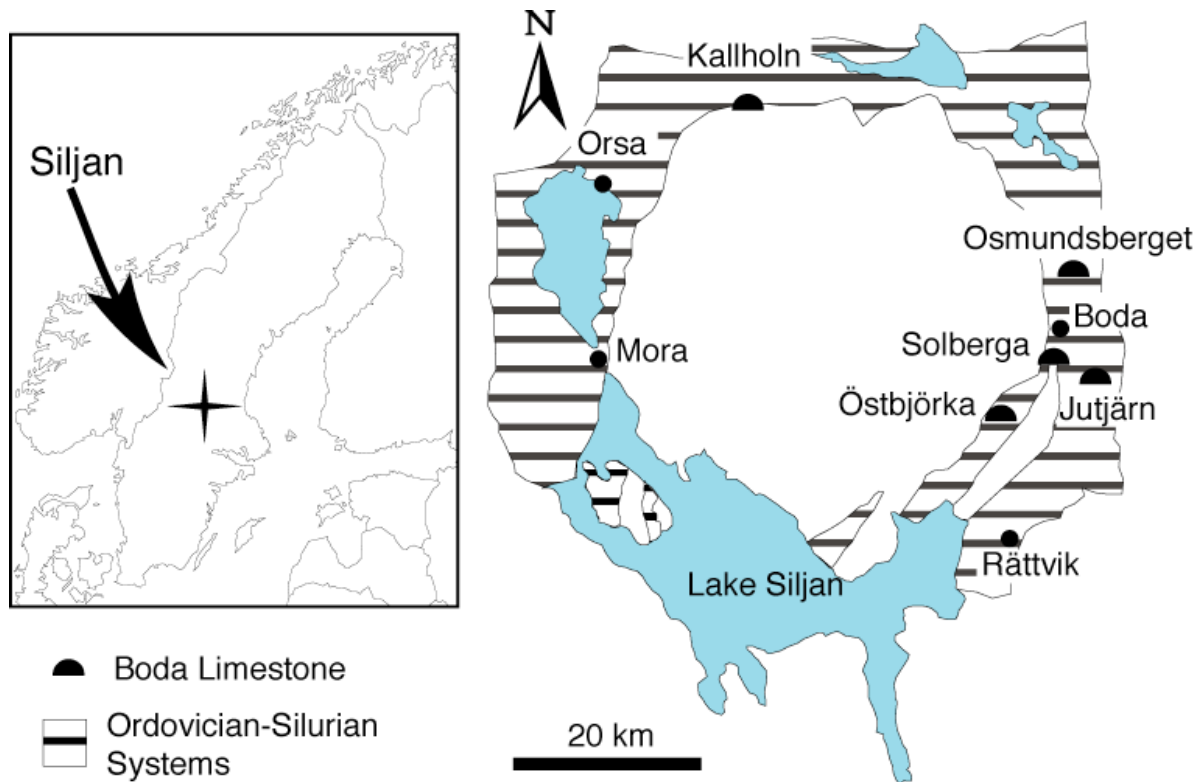 N
Kallholn
Siljan
Orsa
Osmundsberget
Boda
Solberga
Mora
Östbjörka
Jutjärn
Lake Siljan
Rättvik
Boda Limestone
Ordovician-Silurian
Systems
20 km